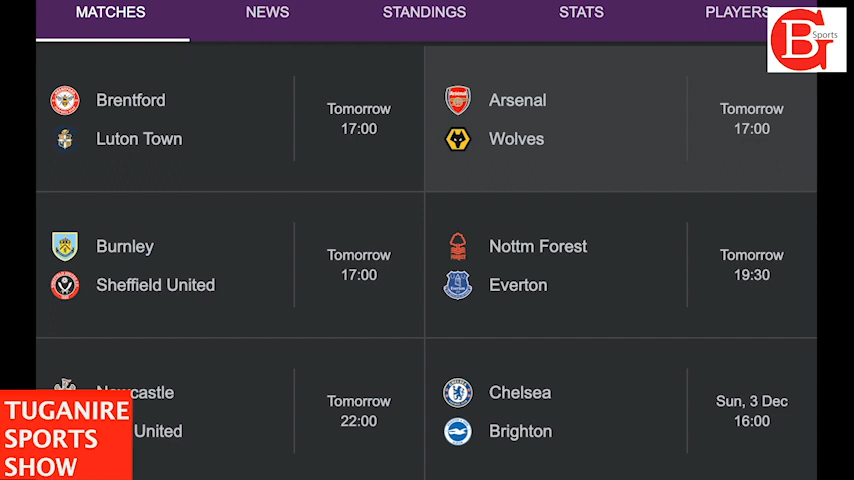 MATCHES NEWS STANDINGS STATS PLAYERS
BG Sports
Brentford
Luton Town
Tomorrow
17:00
Arsenal
Wolves
Tomorrow
17:00
Burnley
Sheffield United
Tomorrow
17:00
Nottm Forest
Everton
Tomorrow
19:30
Newcastle
United
Tomorrow
22:00
Chelsea
Brighton
Sun, 3 Dec
16:00
TUGANIRE
SPORTS
SHOW